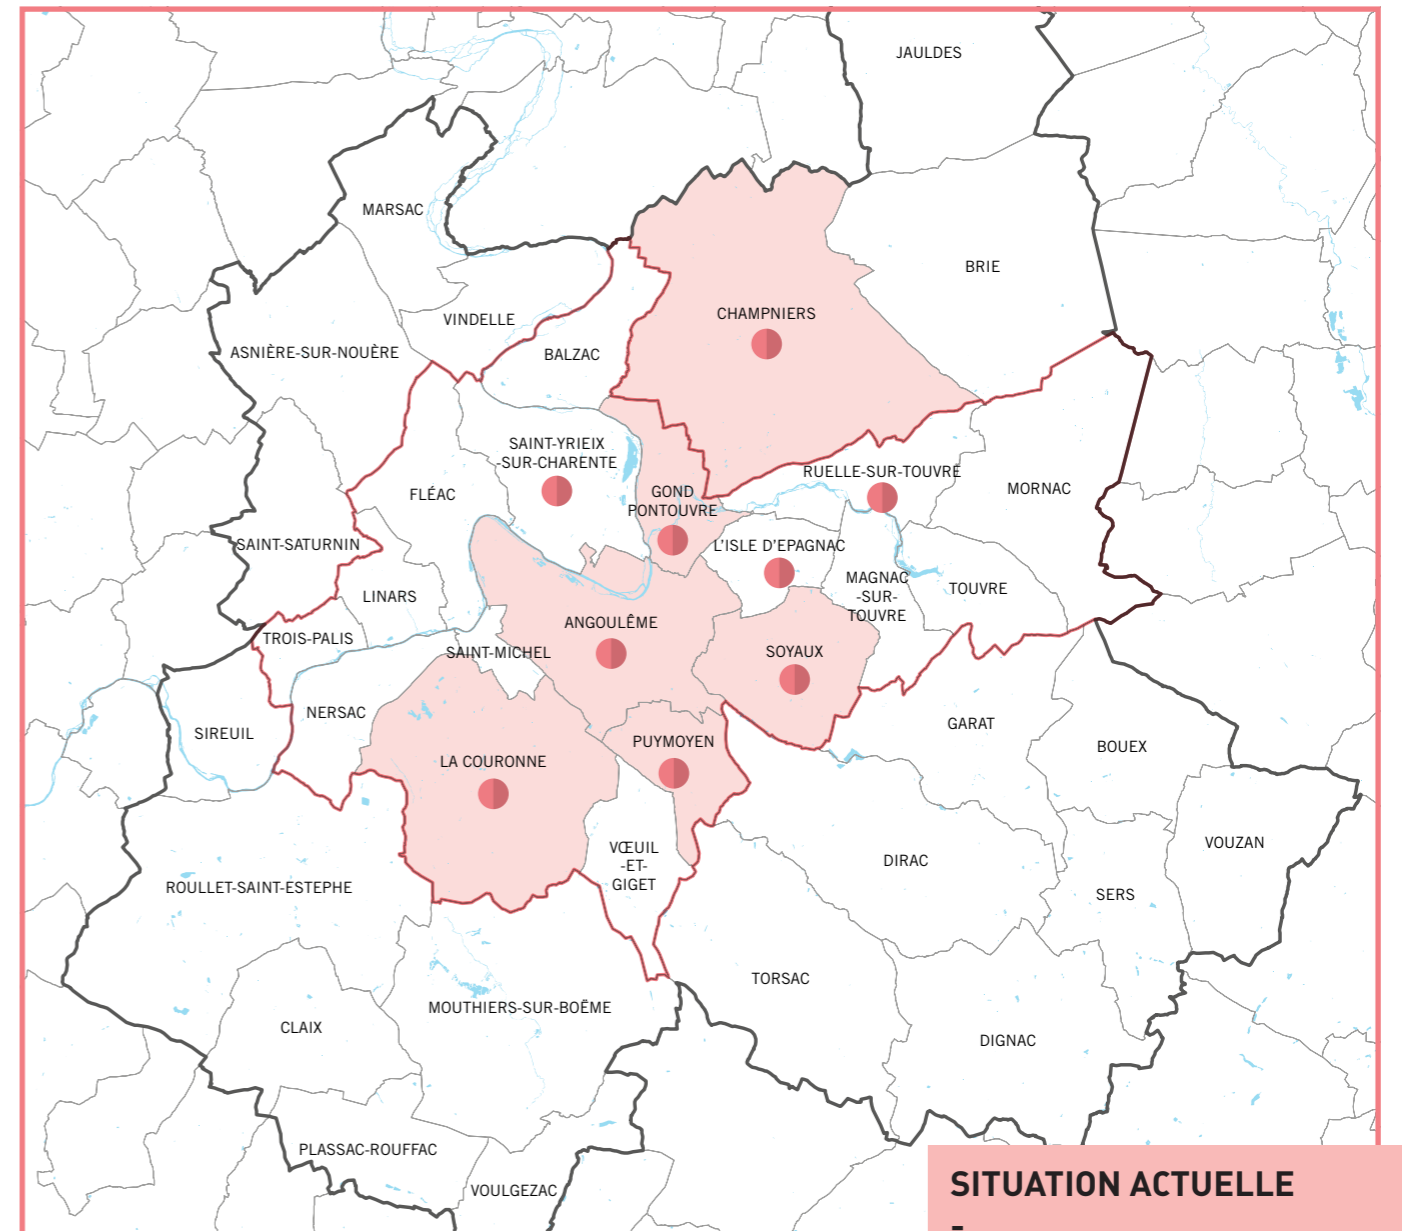 JAULDES
MARSAC
BRIE
CHAMPNIERS
VINDELLE
ASNIÈRE-SUR-NOUÈRE
BALZAC
SAINT-YRIEIX
-SUR-CHARENTE
FLÉAC
RUELLE-SUR-TOUVRE
MORNAC
GOND
PONTOUVRE
SAINT-SATURNIN
L'ISLE D'EPAGNAC
MAGNAC
-SUR-
TOUVRE
TOUVRE
LINARS
ANGOULÊME
TROIS-PALIS
SAINT-MICHEL
SOYAUX
NERSAC
SIREUIL
GARAT
PUYMOYEN
BOUEX
LA COURONNE
VŒUIL
-ET-
GIGET
VOUZAN
DIRAC
ROULLET-SAINT-ESTEPHE
SERS
TORSAC
MOUTHIERS-SUR-BOËME
CLAIX
DIGNAC
PLASSAC-ROUFFAC
VOULGEZAC
SITUATION ACTUELLE
-